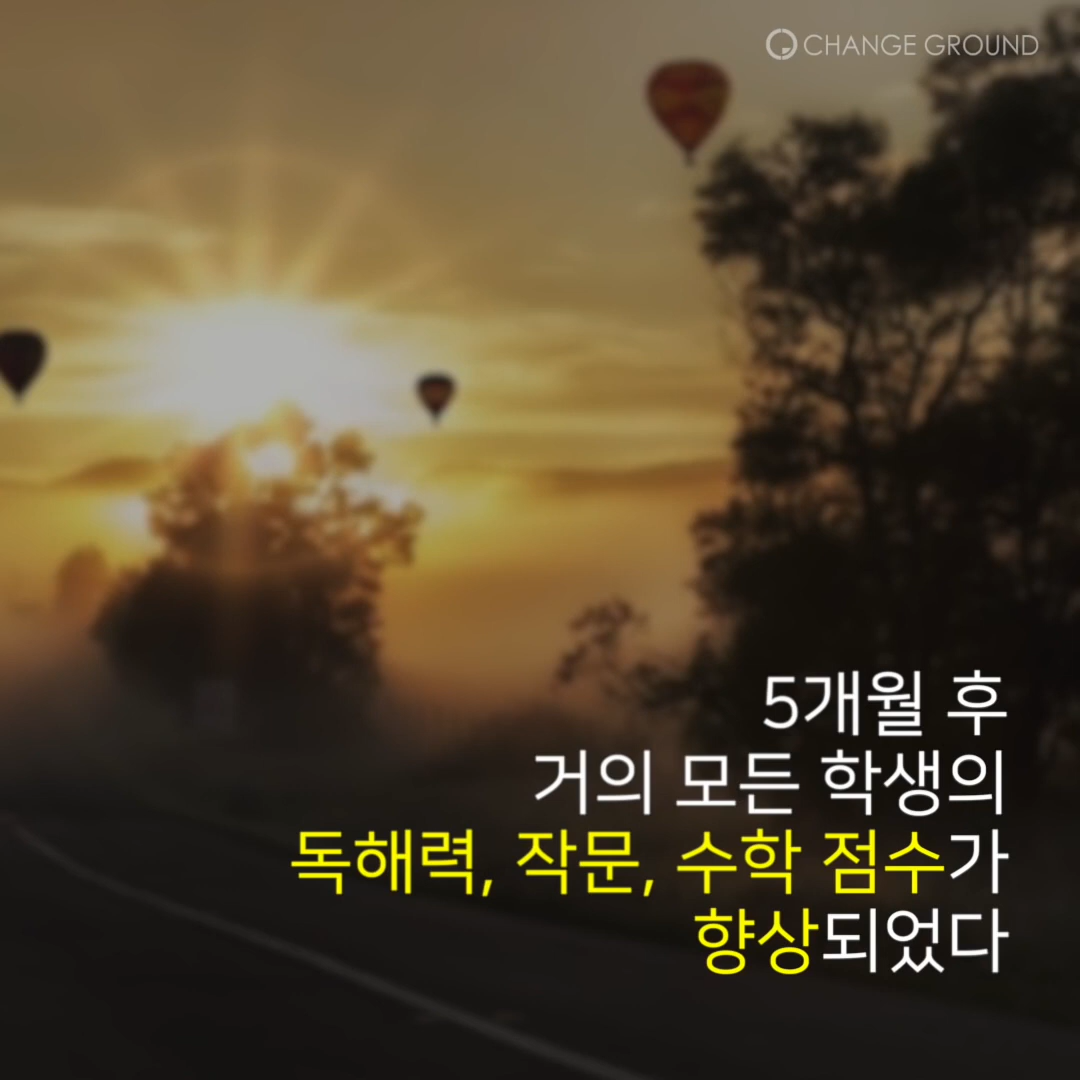 CHANGE GROUND
5개월 후
거의 모든 학생의
독해력, 작문, 수학 점수가
향상되었다